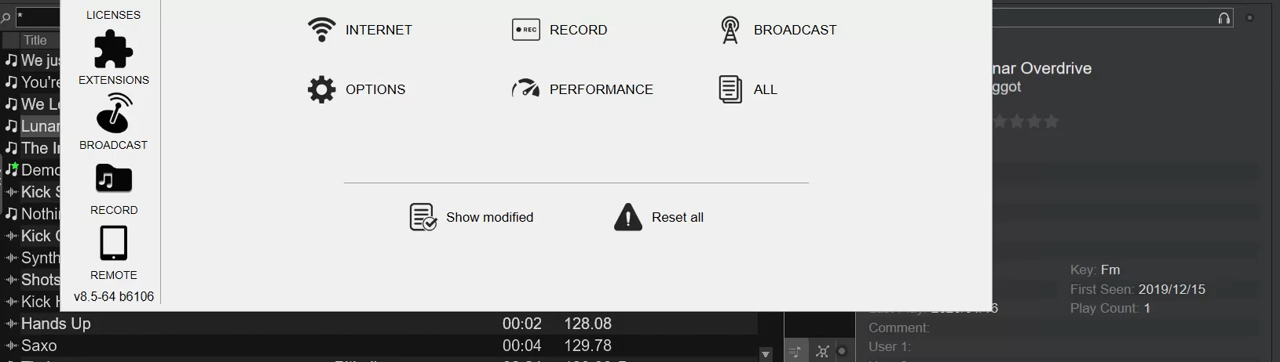 LICENSES
EXTENSIONS
BROADCAST
RECORD
REMOTE
v8.5-64 b6106
INTERNET RECORD BROADCAST
OPTIONS PERFORMANCE ALL
Show modified Reset all
*
Title
We jus
You're
We L
Lunar
The I
Demo
Kick S
Nothi
Kick
Synth
Shots
Kick H
Hands Up 00:02 128.08
Saxo 00:04 129.78
nar Overdrive
ggot
Key: Fm
First Seen: 2019/12/15
Play Count: 1
Comment:
User 1: